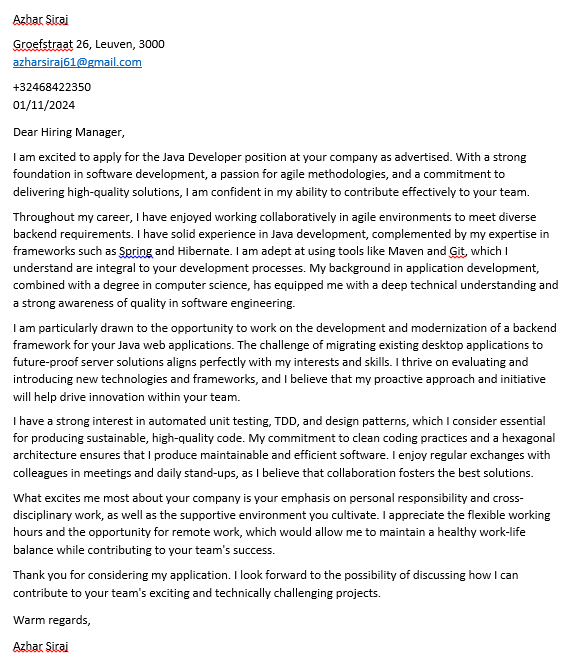 Azhar Siraj
Groefstraat 26, Leuven, 3000
azharsiraj61@gmail.com
+32468422350
01/11/2024
Dear Hiring Manager,
I am excited to apply for the Java Developer position at your company as advertised. With a strong
foundation in software development, a passion for agile methodologies, and a commitment to
delivering high-quality solutions, I am confident in my ability to contribute effectively to your team.
Throughout my career, I have enjoyed working collaboratively in agile environments to meet diverse
backend requirements. I have solid experience in Java development, complemented by my expertise in
frameworks such as Spring and Hibernate. I am adept at using tools like Maven and Git, which I
understand are integral to your development processes. My background in application development,
combined with a degree in computer science, has equipped me with a deep technical understanding and
a strong awareness of quality in software engineering.
I am particularly drawn to the opportunity to work on the development and modernization of a backend
framework for your Java web applications. The challenge of migrating existing desktop applications to
future-proof server solutions aligns perfectly with my interests and skills. I thrive on evaluating and
introducing new technologies and frameworks, and I believe that my proactive approach and initiative
will help drive innovation within your team.
I have a strong interest in automated unit testing, TDD, and design patterns, which I consider essential
for producing sustainable, high-quality code. My commitment to clean coding practices and a hexagonal
architecture ensures that I produce maintainable and efficient software. I enjoy regular exchanges with
colleagues in meetings and daily stand-ups, as I believe that collaboration fosters the best solutions.
What excites me most about your company is your emphasis on personal responsibility and cross-
disciplinary work, as well as the supportive environment you cultivate. I appreciate the flexible working
hours and the opportunity for remote work, which would allow me to maintain a healthy work-life
balance while contributing to your team's success.
Thank you for considering my application. I look forward to the possibility of discussing how I can
contribute to your team's exciting and technically challenging projects.
Warm regards,
Azhar Siraj